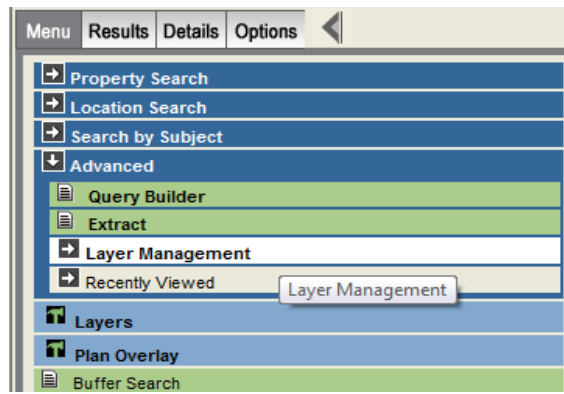 Menu Results Details Options
Property Search
Location Search
Search by Subject
Advanced
Query Builder
Extract
Layer Management
Recently Viewed
Layer Management
Layers
Plan Overlay
Buffer Search